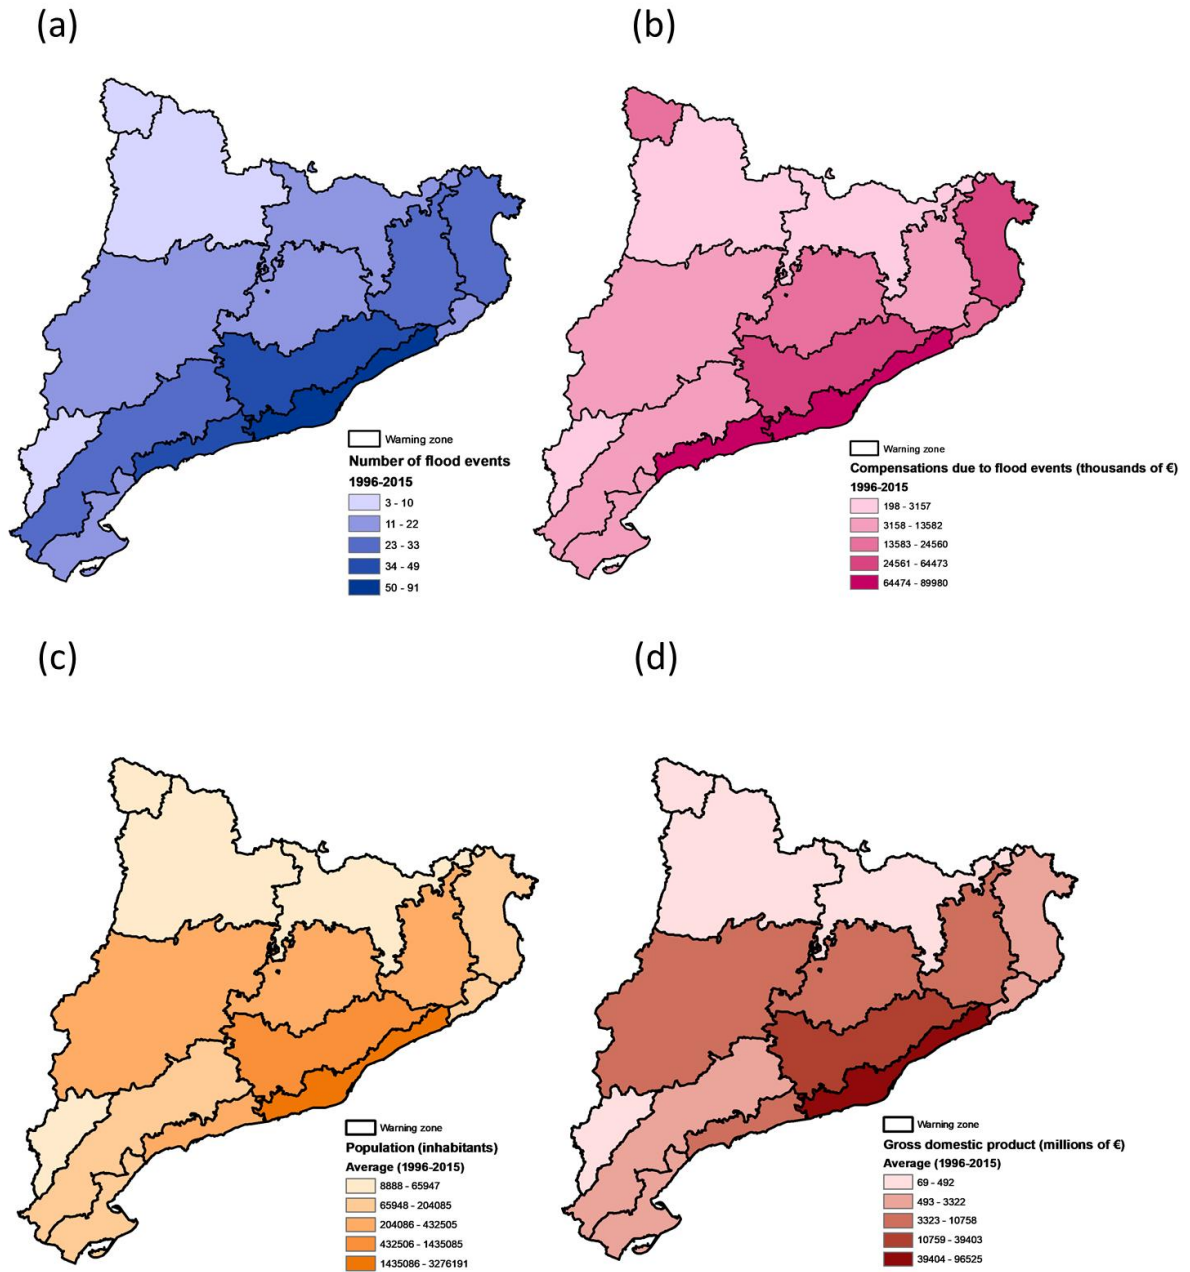 (a)
(b)
Warning zone
Number of flood events
1996-2015
3 - 10
11 - 22
23 - 33
34 - 49
50 - 91
Warning zone
Compensations due to flood events (thousands of €)
1996-2015
198 - 3157
3158 - 13582
13583 - 24560
24561 - 64473
64474 - 89980
(c)
(d)
Warning zone
Population (inhabitants)
Average (1996-2015)
8888 - 65947
65948 - 204085
204086 - 432505
432506 - 1435085
1435086 - 3276191
Warning zone
Gross domestic product (millions of €)
Average (1996-2015)
69 - 492
493 - 3322
3323 - 10758
10759 - 39403
39404 - 96525